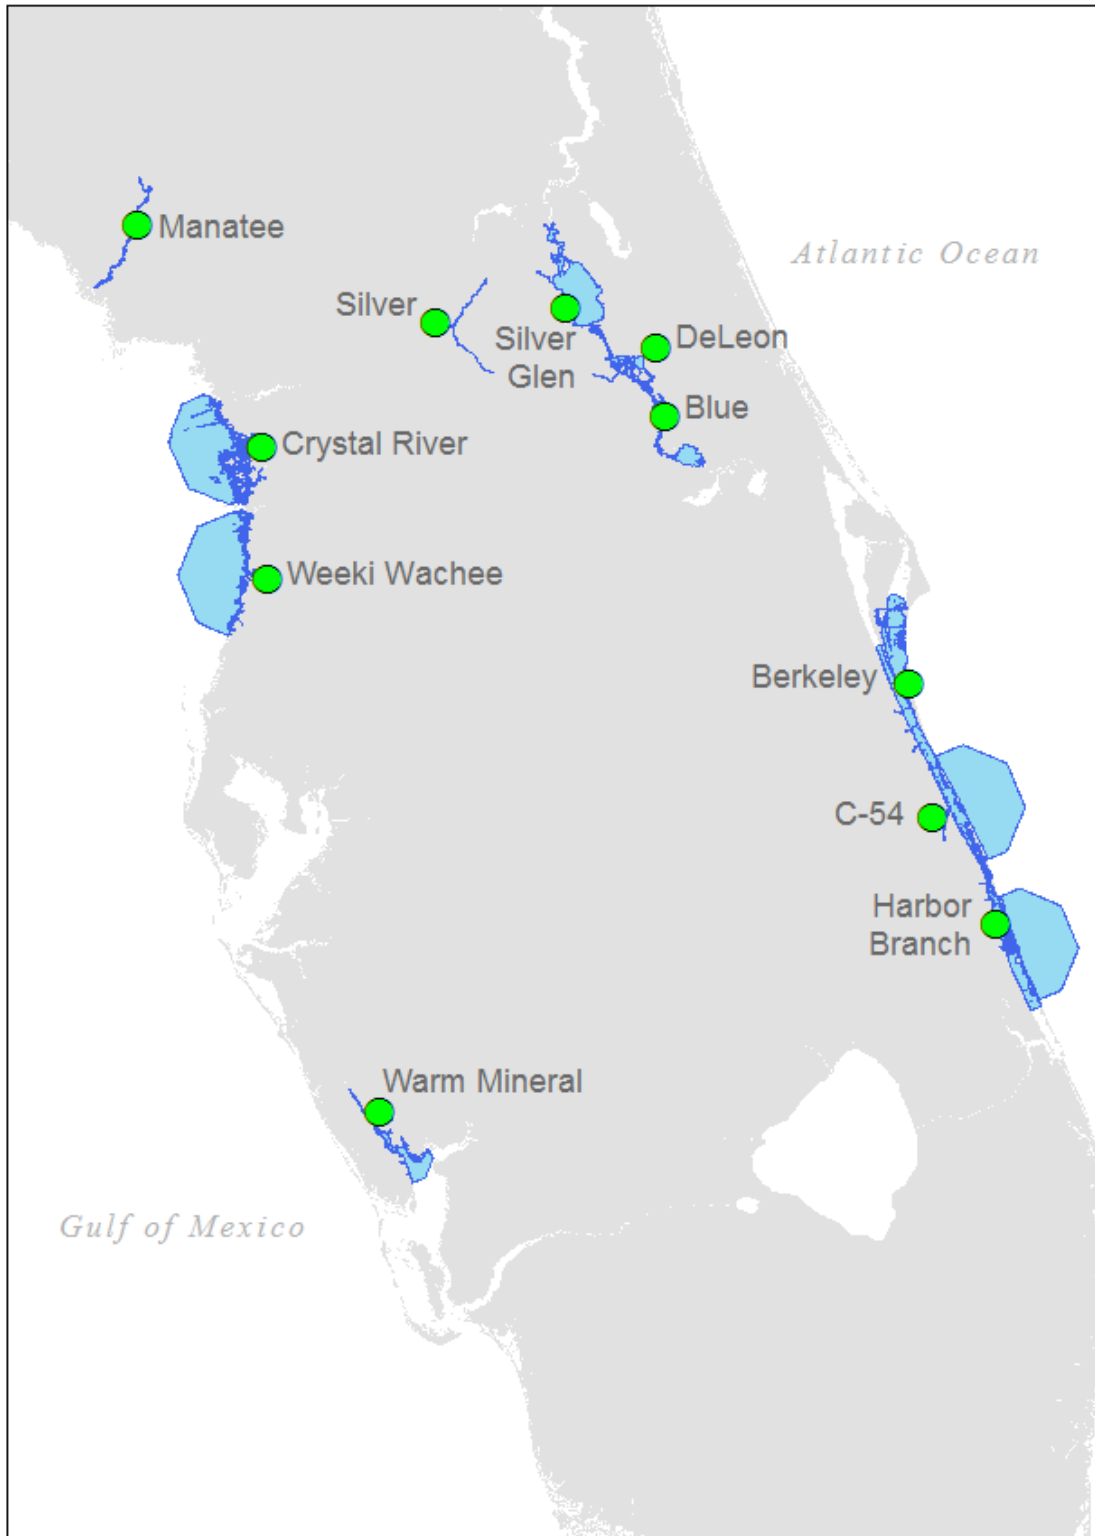 Manatee
Atlantic Ocean
Silver
Silver
Glen
DeLeon
Blue
Crystal River
Weeki Wachee
Berkeley
C-54
Harbor
Branch
Warm Mineral
Gulf of Mexico